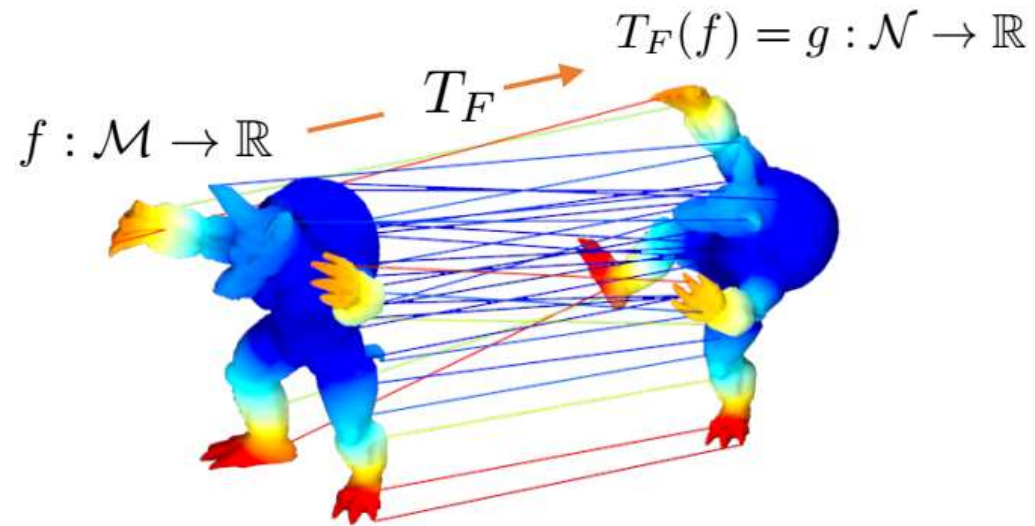 T_F(f) = g : 𝒩 → ℝ
T_F
f : ℳ → ℝ